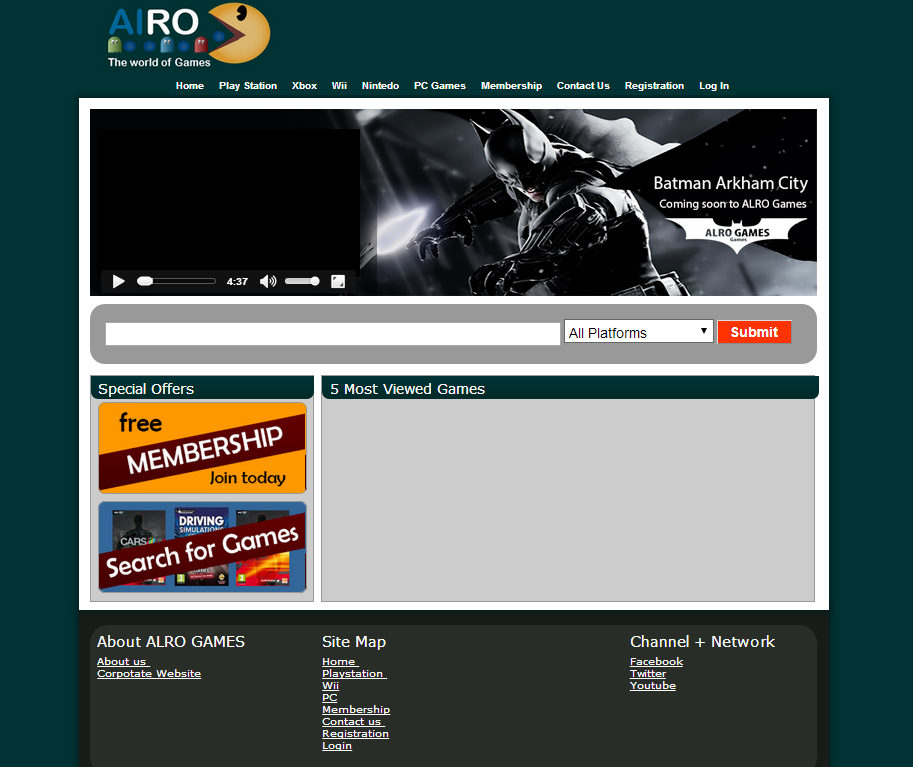 AlRO
The world of Games
Home Play Station Xbox Wii Nintedo PC Games Membership Contact Us Registration Log In
Batman Arkham City
Coming soon to ALRO Games
ALRO GAMES
Games
4:37
All Platforms Submit
Special Offers
free
MEMBERSHIP
Join today
CARS
DRIVING
SIMULATION
Search for Games
5 Most Viewed Games
About ALRO GAMES
About us
Corpotate Website
Site Map
Home
Playstation
Wii
PC
Membership
Contact us
Registration
Login
Channel + Network
Facebook
Twitter
Youtube